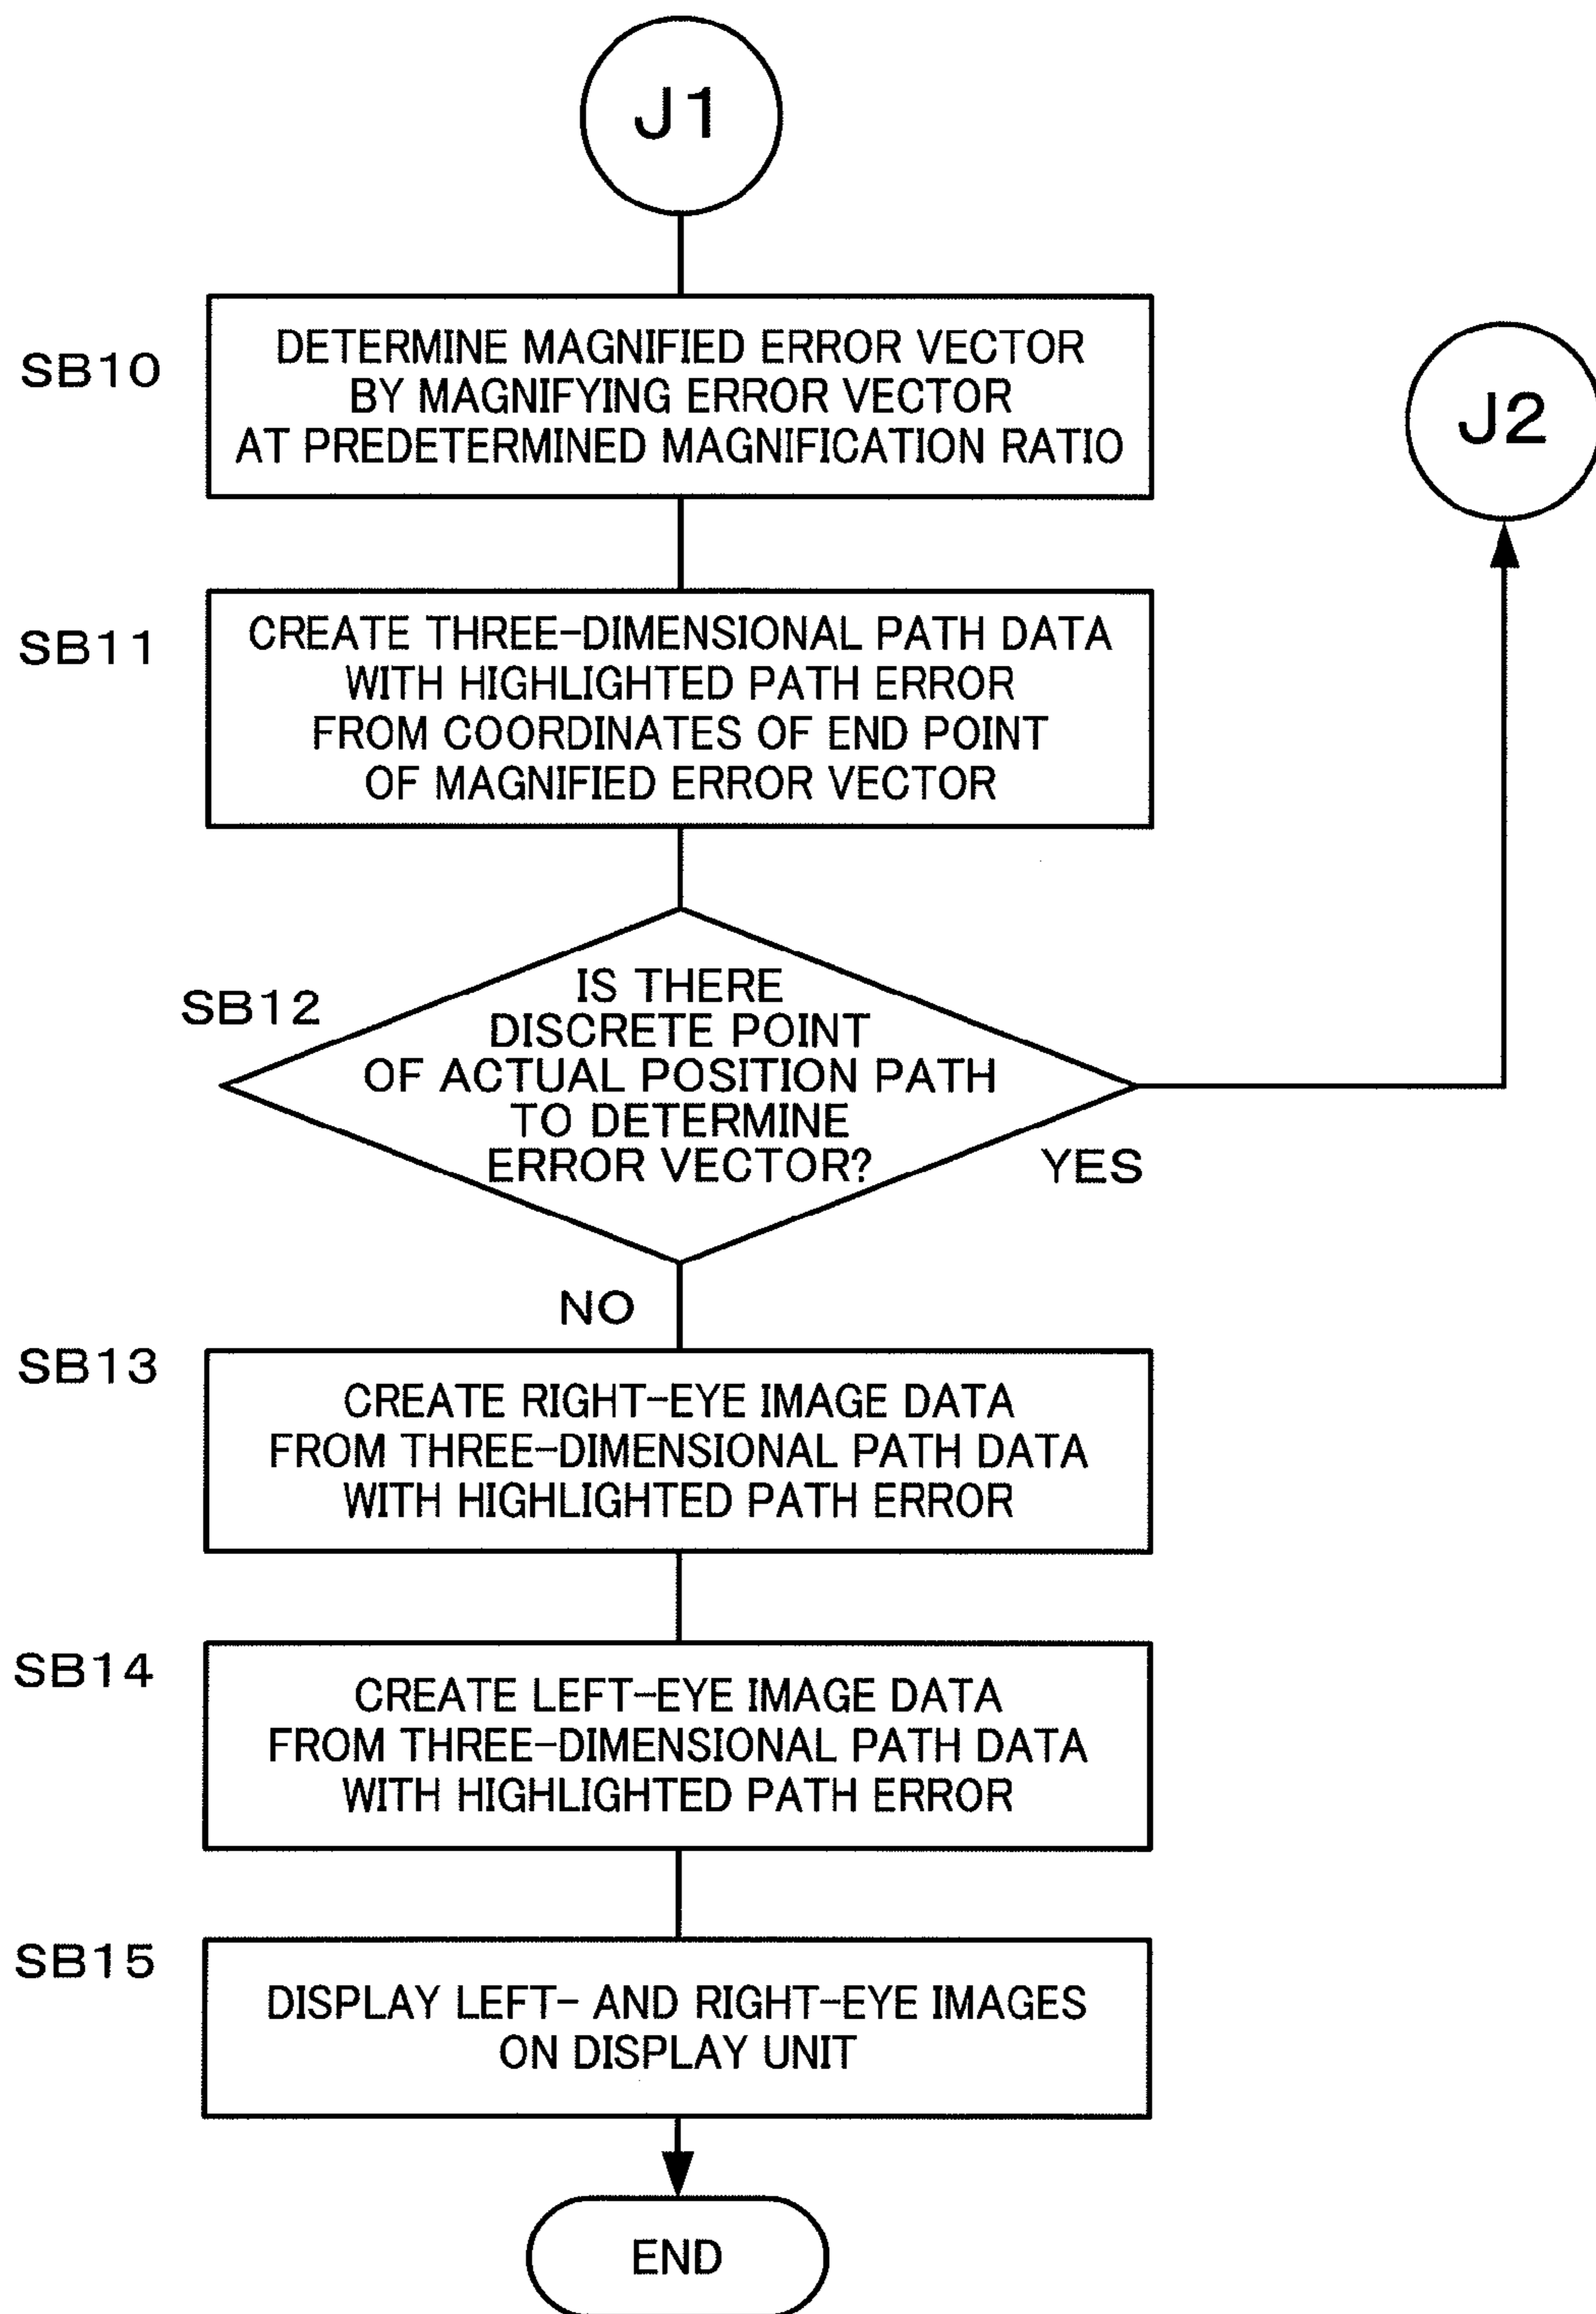 J1
SB10
DETERMINE MAGNIFIED ERROR VECTOR
BY MAGNIFYING ERROR VECTOR
AT PREDETERMINED MAGNIFICATION RATIO
J2
SB11
CREATE THREE-DIMENSIONAL PATH DATA
WITH HIGHLIGHTED PATH ERROR
FROM COORDINATES OF END POINT
OF MAGNIFIED ERROR VECTOR
SB12
IS THERE
DISCRETE POINT
OF ACTUAL POSITION PATH
TO DETERMINE
ERROR VECTOR?
YES
NO
SB13
CREATE RIGHT-EYE IMAGE DATA
FROM THREE-DIMENSIONAL PATH DATA
WITH HIGHLIGHTED PATH ERROR
SB14
CREATE LEFT-EYE IMAGE DATA
FROM THREE-DIMENSIONAL PATH DATA
WITH HIGHLIGHTED PATH ERROR
SB15
DISPLAY LEFT- AND RIGHT-EYE IMAGES
ON DISPLAY UNIT
END